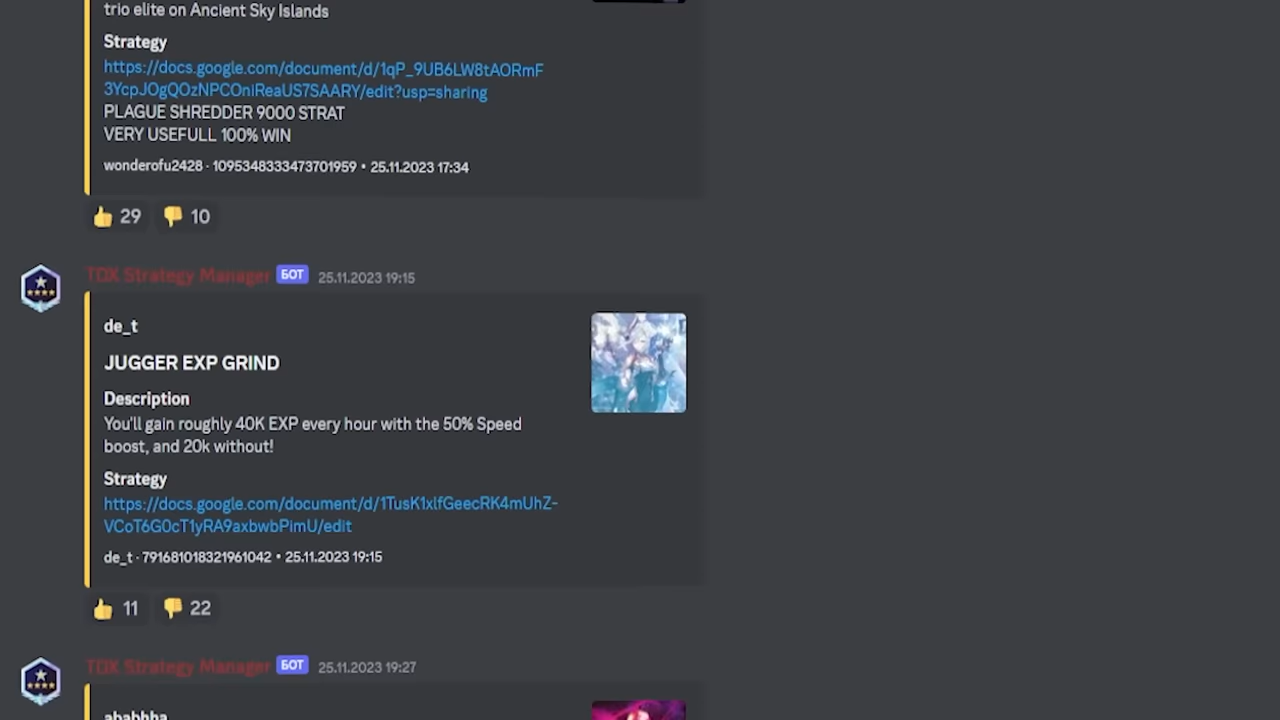 trio elite on Ancient Sky Islands
Strategy
https://docs.google.com/document/d/1qP_9UB6LW8tAORmF
3YcpJOgQOzNPCOniReaUS7SAARY/edit?usp=sharing
PLAGUE SHREDDER 9000 STRAT
VERY USEFULL 100% WIN
wonderofu2428 · 1095348333473701959 • 25.11.2023 17:34
👍 29 👎 10
TDX Strategy Manager БОТ 25.11.2023 19:15
de_t
JUGGER EXP GRIND
Description
You'll gain roughly 40K EXP every hour with the 50% Speed
boost, and 20k without!
Strategy
https://docs.google.com/document/d/1TusK1xlfGeecRK4mUhZ-
VCoT6G0cT1yRA9axbwbPimU/edit
de_t · 791681018321961042 • 25.11.2023 19:15
👍 11 👎 22
TDX Strategy Manager БОТ 25.11.2023 19:27
ababhha